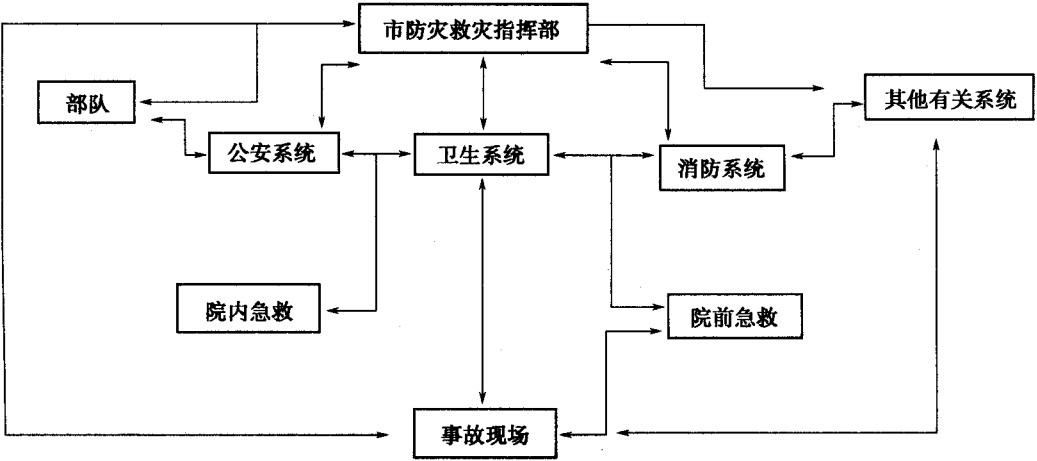 市防灾救灾指挥部
部队
其他有关系统
公安系统
卫生系统
消防系统
院内急救
院前急救
事故现场